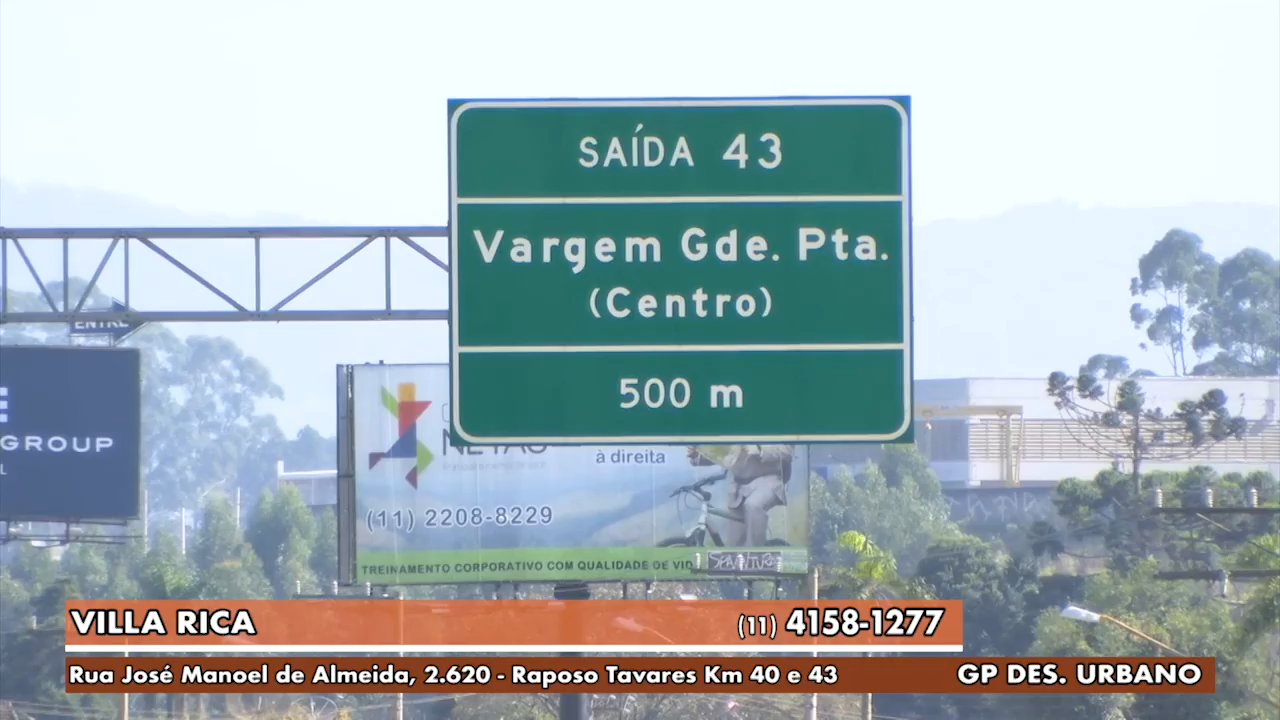 SAÍDA 43
Vargem Gde. Pta.
(Centro)
500 m
ENTRE
GROUP
à direita
(11) 2208-8229
TREINAMENTO CORPORATIVO COM QUALIDADE DE VID
VILLA RICA (11) 4158-1277
Rua José Manoel de Almeida, 2.620 - Raposo Tavares Km 40 e 43 GP DES. URBANO